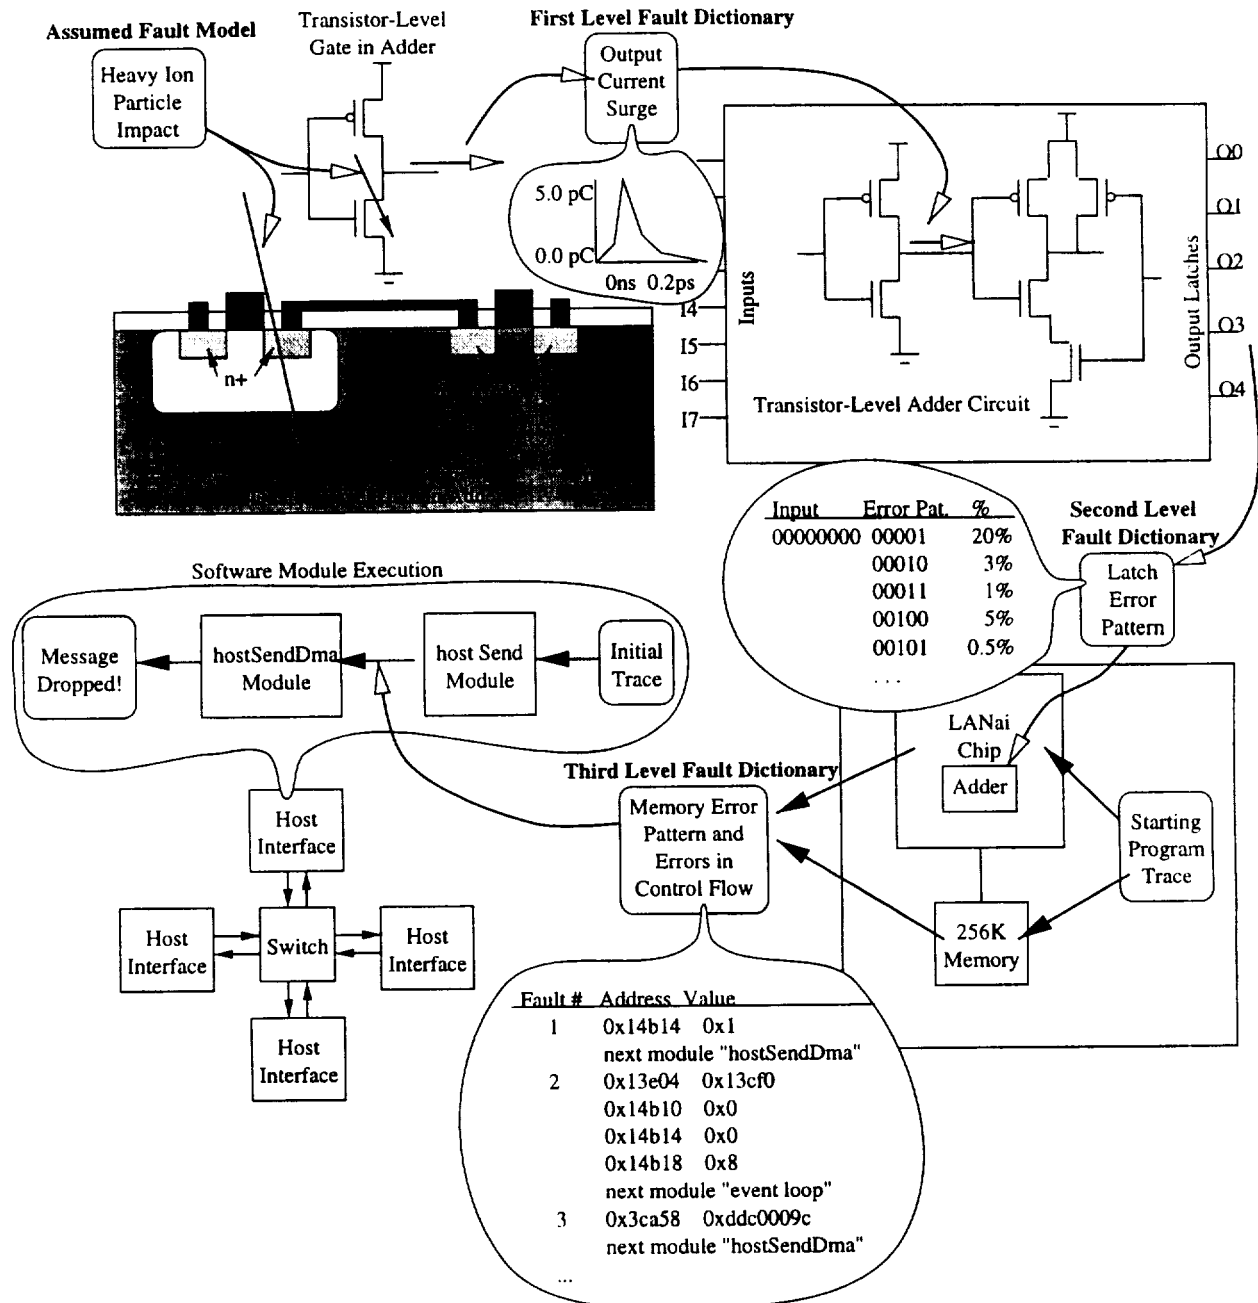 Assumed Fault Model
Heavy Ion
Particle
Impact
Transistor-Level
Gate in Adder
First Level Fault Dictionary
Output
Current
Surge
5.0 pC
0.0 pC
0ns 0.2ps
n+
I4
I5
I6
I7
Inputs
Transistor-Level Adder Circuit
Output Latches
O0
O1
O2
O3
O4
Input Error Pat. %
00000000 00001 20%
00010 3%
00011 1%
00100 5%
00101 0.5%
. . .
Second Level
Fault Dictionary
Latch
Error
Pattern
Software Module Execution
Message
Dropped!
hostSendDma
Module
host Send
Module
Initial
Trace
LANai
Chip
Adder
Starting
Program
Trace
256K
Memory
Third Level Fault Dictionary
Memory Error
Pattern and
Errors in
Control Flow
Host
Interface
Host
Interface
Switch
Host
Interface
Host
Interface
Fault # Address Value
1 0x14b14 0x1
next module "hostSendDma"
2 0x13e04 0x13cf0
0x14b10 0x0
0x14b14 0x0
0x14b18 0x8
next module "event loop"
3 0x3ca58 0xddc0009c
next module "hostSendDma"
...